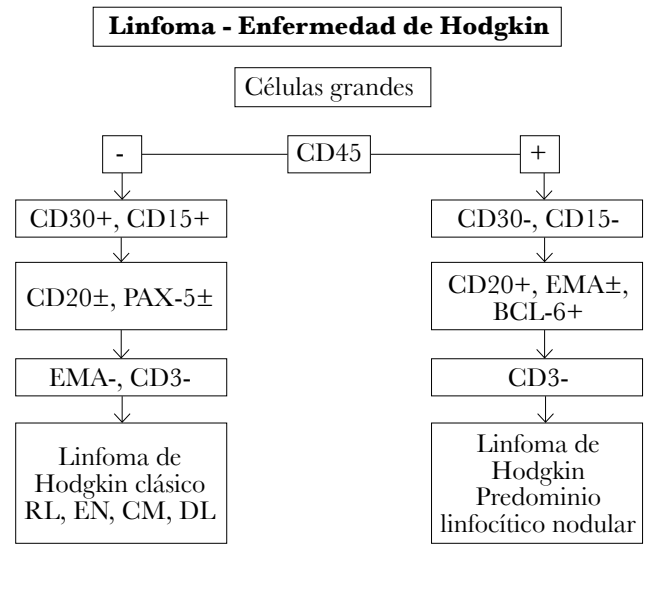 Linfoma - Enfermedad de Hodgkin
Células grandes
-
CD45
+
CD30+, CD15+
CD30-, CD15-
CD20±, PAX-5±
CD20+, EMA±,
BCL-6+
EMA-, CD3-
CD3-
Linfoma de
Hodgkin clásico
RL, EN, CM, DL
Linfoma de
Hodgkin
Predominio
linfocítico nodular